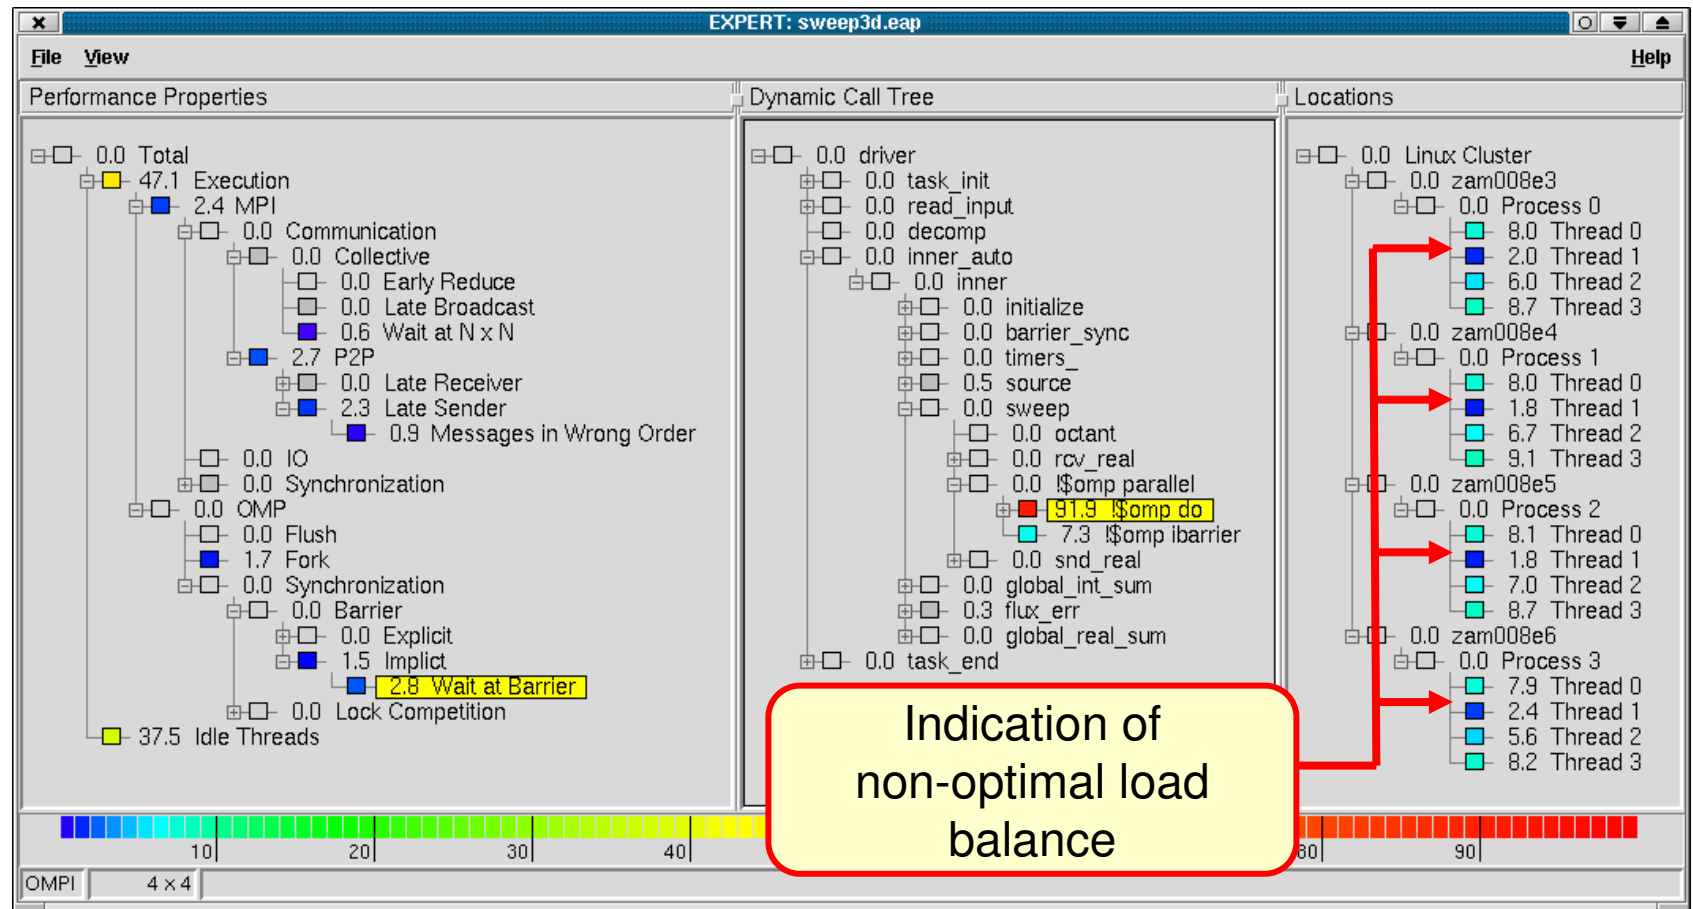 EXPERT: sweep3d.eap
File View Help
Performance Properties
0.0 Total
47.1 Execution
2.4 MPI
0.0 Communication
0.0 Collective
0.0 Early Reduce
0.0 Late Broadcast
0.6 Wait at N x N
2.7 P2P
0.0 Late Receiver
2.3 Late Sender
0.9 Messages in Wrong Order
0.0 IO
0.0 Synchronization
0.0 OMP
0.0 Flush
1.7 Fork
0.0 Synchronization
0.0 Barrier
0.0 Explicit
1.5 Implict
2.8 Wait at Barrier
0.0 Lock Competition
37.5 Idle Threads
Dynamic Call Tree
0.0 driver
0.0 task_init
0.0 read_input
0.0 decomp
0.0 inner_auto
0.0 inner
0.0 initialize
0.0 barrier_sync
0.0 timers_
0.5 source
0.0 sweep
0.0 octant
0.0 rcv_real
0.0 !$omp parallel
91.9 !$omp do
7.3 !$omp ibarrier
0.0 snd_real
0.0 global_int_sum
0.3 flux_err
0.0 global_real_sum
0.0 task_end
Locations
0.0 Linux Cluster
0.0 zam008e3
0.0 Process 0
8.0 Thread 0
2.0 Thread 1
6.0 Thread 2
8.7 Thread 3
0.0 zam008e4
0.0 Process 1
8.0 Thread 0
1.8 Thread 1
6.7 Thread 2
9.1 Thread 3
0.0 zam008e5
0.0 Process 2
8.1 Thread 0
1.8 Thread 1
7.0 Thread 2
8.7 Thread 3
0.0 zam008e6
0.0 Process 3
7.9 Thread 0
2.4 Thread 1
5.6 Thread 2
8.2 Thread 3
Indication of
non-optimal load
balance
10 20 30 40 80 90
OMPI 4 x 4